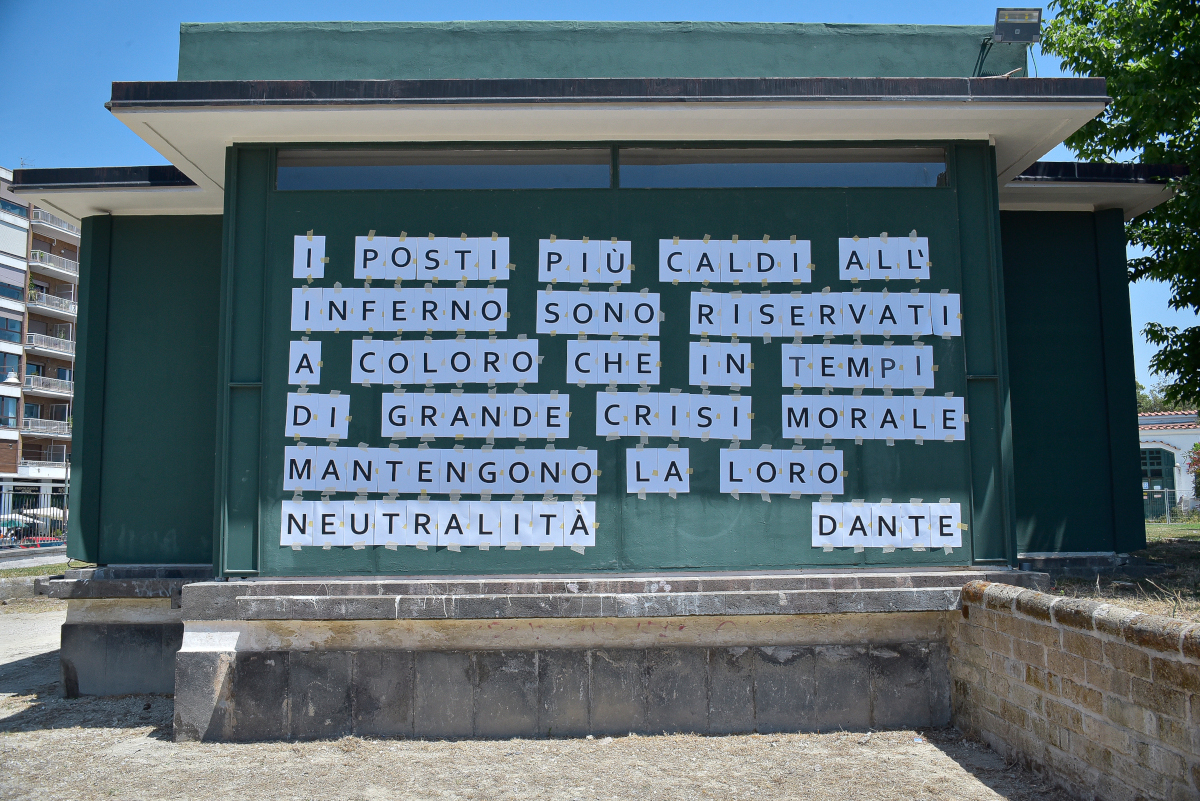 I POSTI PIÙ CALDI ALL'
INFERNO SONO RISERVATI
A COLORO CHE IN TEMPI
DI GRANDE CRISI MORALE
MANTENGONO LA LORO
NEUTRALITÀ DANTE